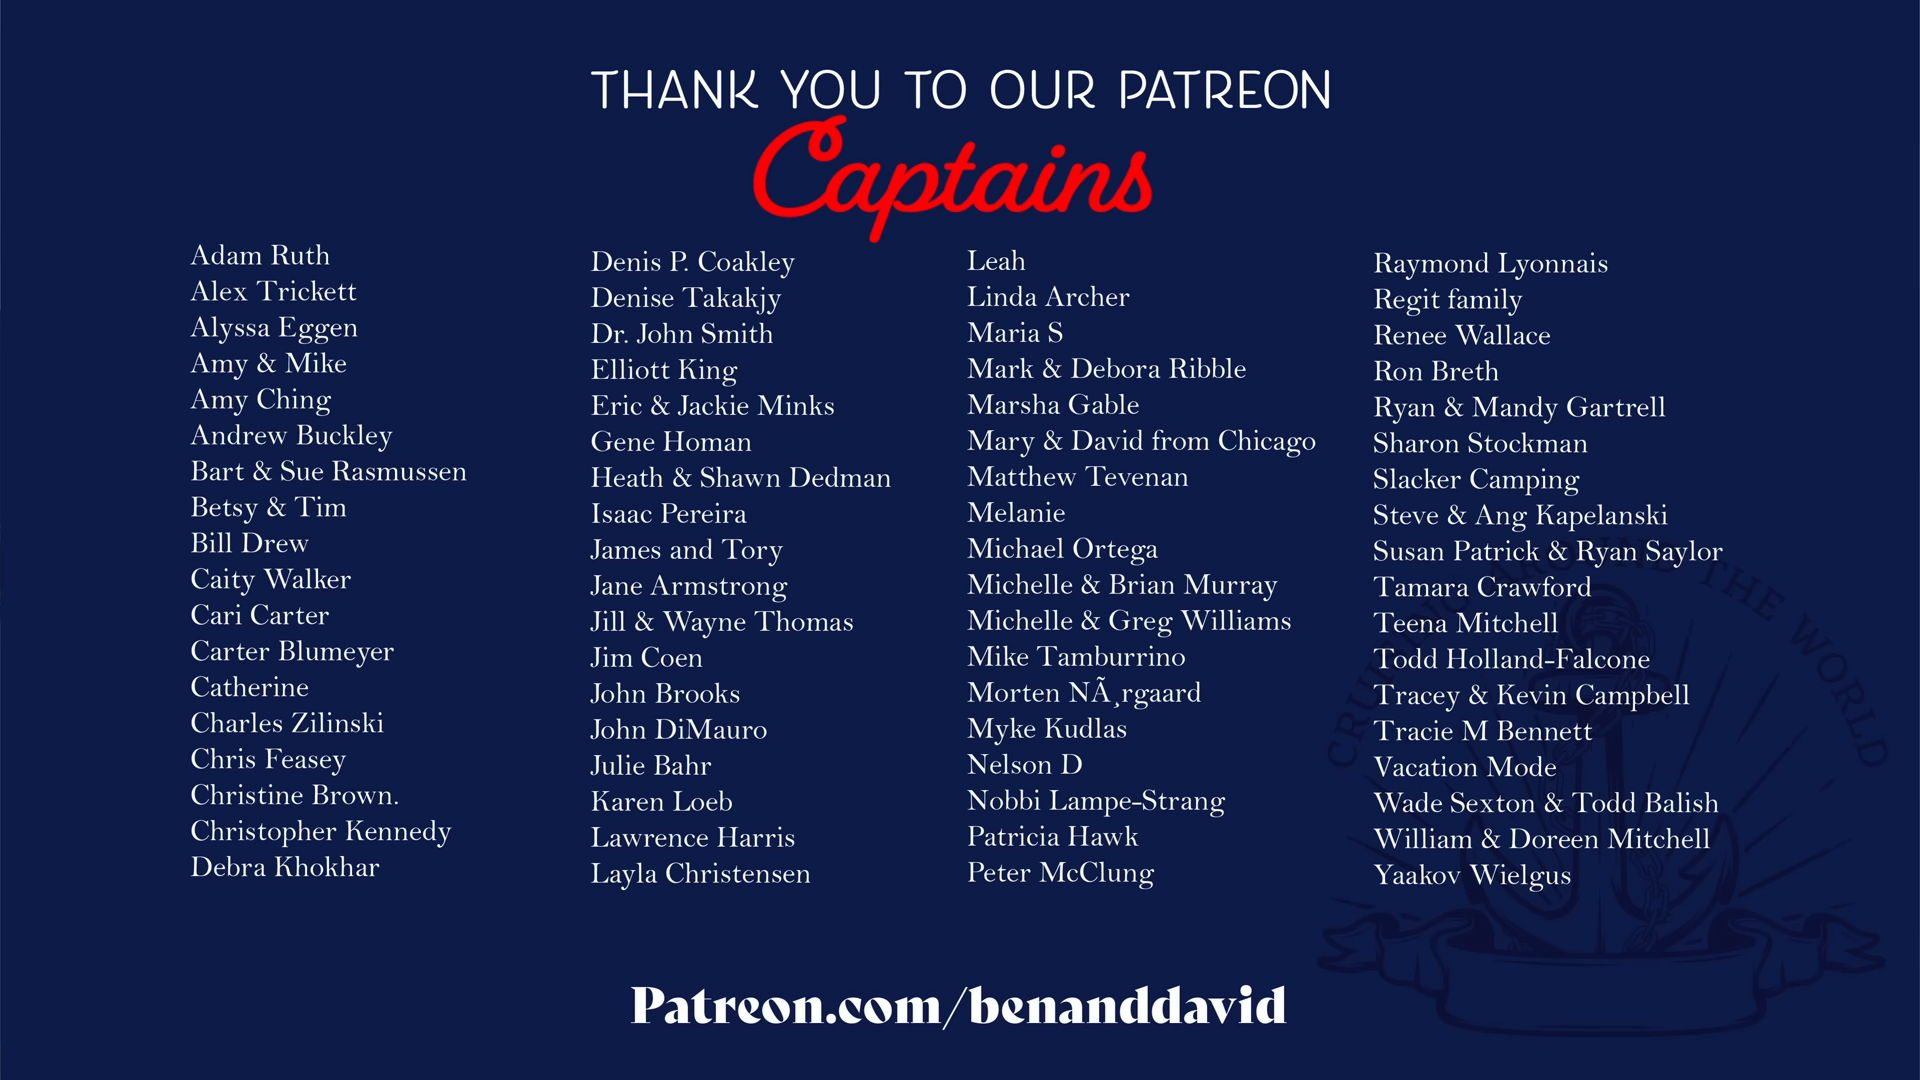 THANK YOU TO OUR PATREON
Captains
Adam Ruth
Alex Trickett
Alyssa Eggen
Amy & Mike
Amy Ching
Andrew Buckley
Bart & Sue Rasmussen
Betsy & Tim
Bill Drew
Caity Walker
Cari Carter
Carter Blumeyer
Catherine
Charles Zilinski
Chris Feasey
Christine Brown.
Christopher Kennedy
Debra Khokhar
Denis P. Coakley
Denise Takakjy
Dr. John Smith
Elliott King
Eric & Jackie Minks
Gene Homan
Heath & Shawn Dedman
Isaac Pereira
James and Tory
Jane Armstrong
Jill & Wayne Thomas
Jim Coen
John Brooks
John DiMauro
Julie Bahr
Karen Loeb
Lawrence Harris
Layla Christensen
Leah
Linda Archer
Maria S
Mark & Debora Ribble
Marsha Gable
Mary & David from Chicago
Matthew Tevenan
Melanie
Michael Ortega
Michelle & Brian Murray
Michelle & Greg Williams
Mike Tamburrino
Morten NÃ¸rgaard
Myke Kudlas
Nelson D
Nobbi Lampe-Strang
Patricia Hawk
Peter McClung
Raymond Lyonnais
Regit family
Renee Wallace
Ron Breth
Ryan & Mandy Gartrell
Sharon Stockman
Slacker Camping
Steve & Ang Kapelanski
Susan Patrick & Ryan Saylor
Tamara Crawford
Teena Mitchell
Todd Holland-Falcone
Tracey & Kevin Campbell
Tracie M Bennett
Vacation Mode
Wade Sexton & Todd Balish
William & Doreen Mitchell
Yaakov Wielgus
CRUISING AROUND THE WORLD
Patreon.com/benanddavid